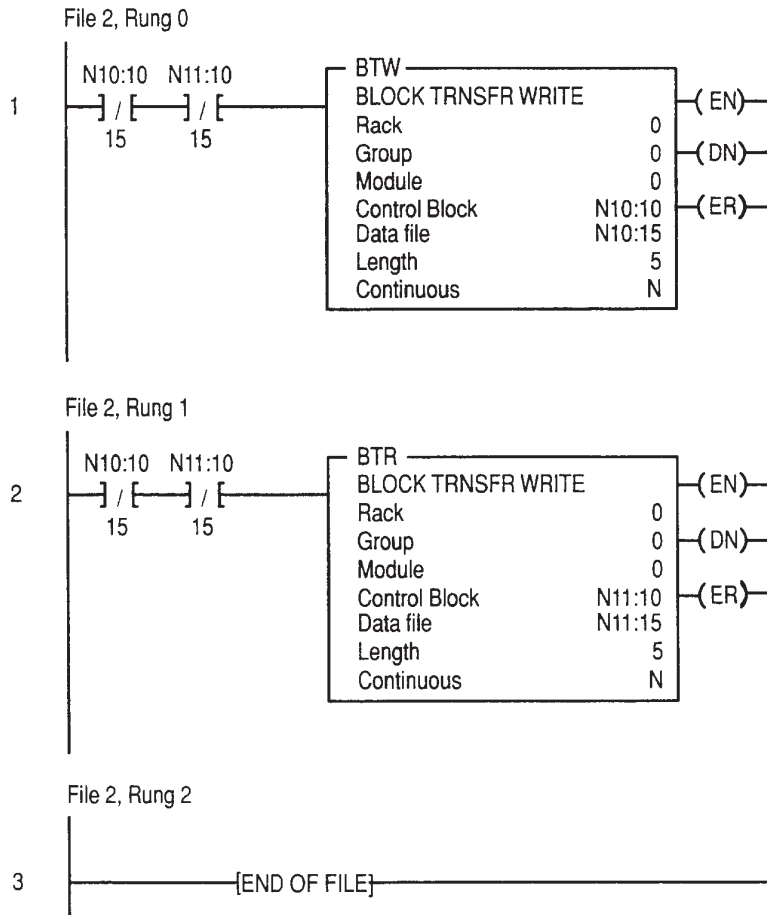 File 2, Rung 0
1
N10:10 N11:10
15 15
BTW
BLOCK TRNSFR WRITE
Rack 0
Group 0
Module 0
Control Block N10:10
Data file N10:15
Length 5
Continuous N
EN
DN
ER
File 2, Rung 1
2
N10:10 N11:10
15 15
BTR
BLOCK TRNSFR WRITE
Rack 0
Group 0
Module 0
Control Block N11:10
Data file N11:15
Length 5
Continuous N
EN
DN
ER
File 2, Rung 2
3
[END OF FILE]